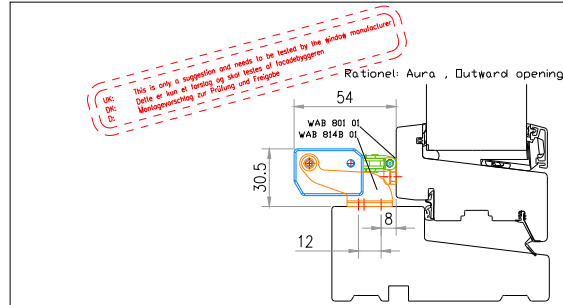 UK: This is only a suggestion and needs to be tested by the window manufacturer
DK: Dette er kun et forslag og skal testes af facadebyggeren
D: Montagevorschlag zur Prüfung und Freigabe
Rationel: Aura , Outward opening
54
WAB 801 01
WAB 814B 01
30.5
8
12